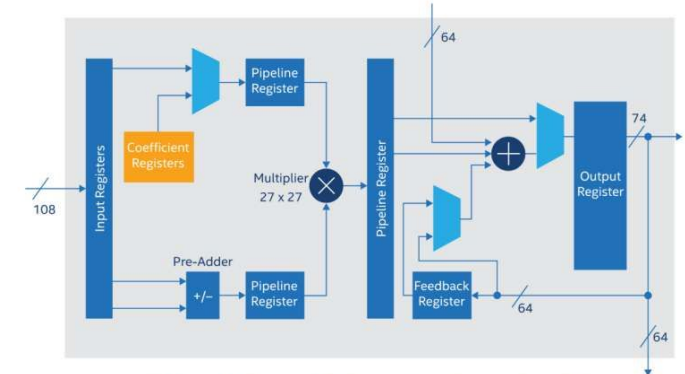 64
Pipeline
Register
Input Registers
Coefficient
Registers
108
Multiplier
27 x 27
Pre-Adder
+/−
Pipeline
Register
Pipeline Register
74
Output
Register
Feedback
Register
64
64